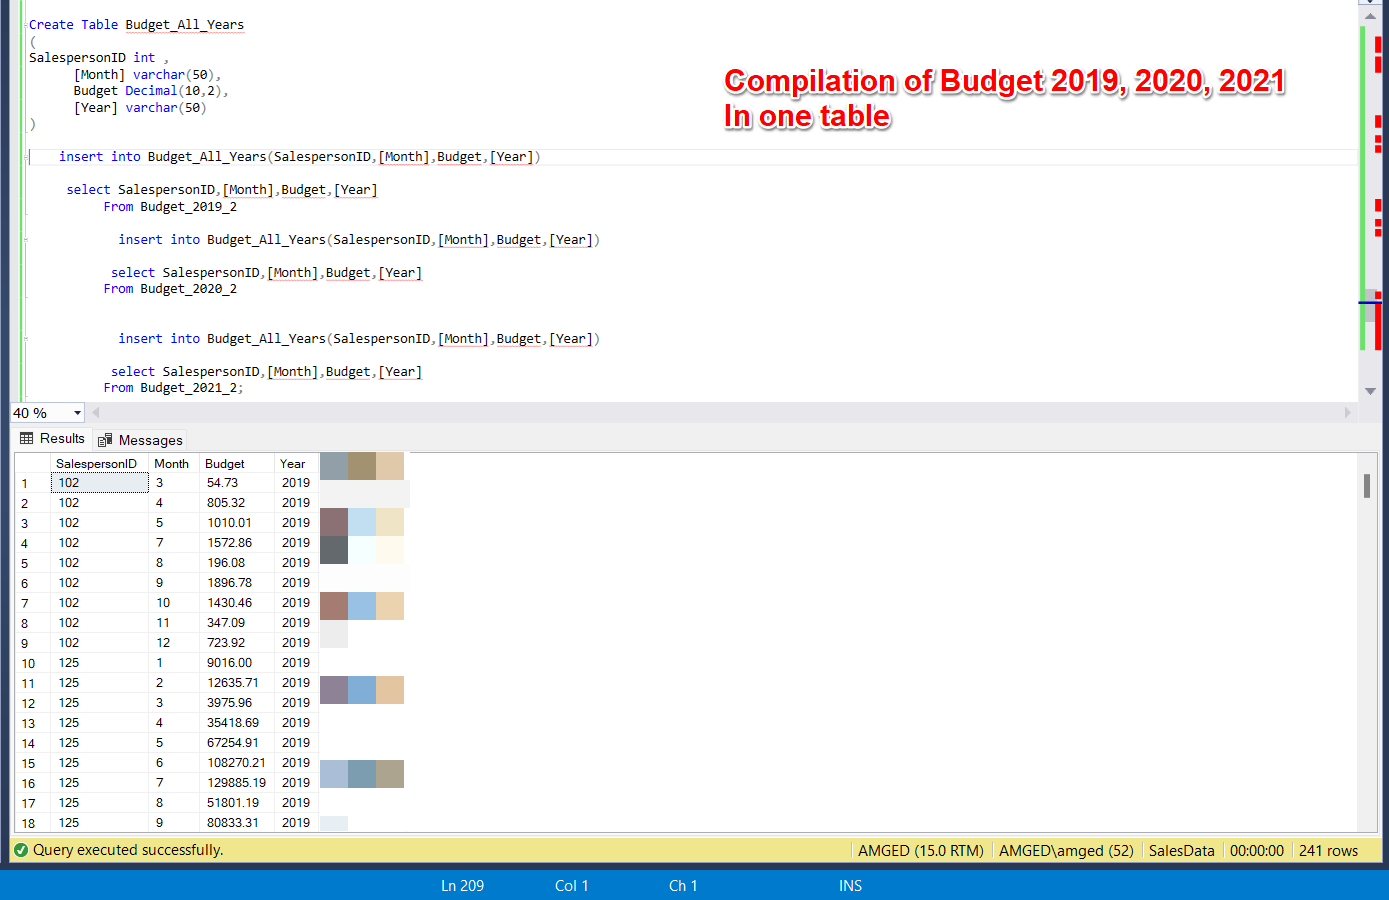 Create Table Budget_All_Years
(
SalespersonID int ,
[Month] varchar(50),
Budget Decimal(10,2),
[Year] varchar(50)
)
Compilation of Budget 2019, 2020, 2021
In one table
insert into Budget_All_Years(SalespersonID,[Month],Budget,[Year])
select SalespersonID,[Month],Budget,[Year]
From Budget_2019_2
insert into Budget_All_Years(SalespersonID,[Month],Budget,[Year])
select SalespersonID,[Month],Budget,[Year]
From Budget_2020_2
insert into Budget_All_Years(SalespersonID,[Month],Budget,[Year])
select SalespersonID,[Month],Budget,[Year]
From Budget_2021_2;
40 %
Results Messages
SalespersonID Month Budget Year
1 102 3 54.73 2019
2 102 4 805.32 2019
3 102 5 1010.01 2019
4 102 7 1572.86 2019
5 102 8 196.08 2019
6 102 9 1896.78 2019
7 102 10 1430.46 2019
8 102 11 347.09 2019
9 102 12 723.92 2019
10 125 1 9016.00 2019
11 125 2 12635.71 2019
12 125 3 3975.96 2019
13 125 4 35418.69 2019
14 125 5 67254.91 2019
15 125 6 108270.21 2019
16 125 7 129885.19 2019
17 125 8 51801.19 2019
18 125 9 80833.31 2019
Query executed successfully. AMGED (15.0 RTM) AMGED\amged (52) SalesData 00:00:00 241 rows
Ln 209 Col 1 Ch 1 INS